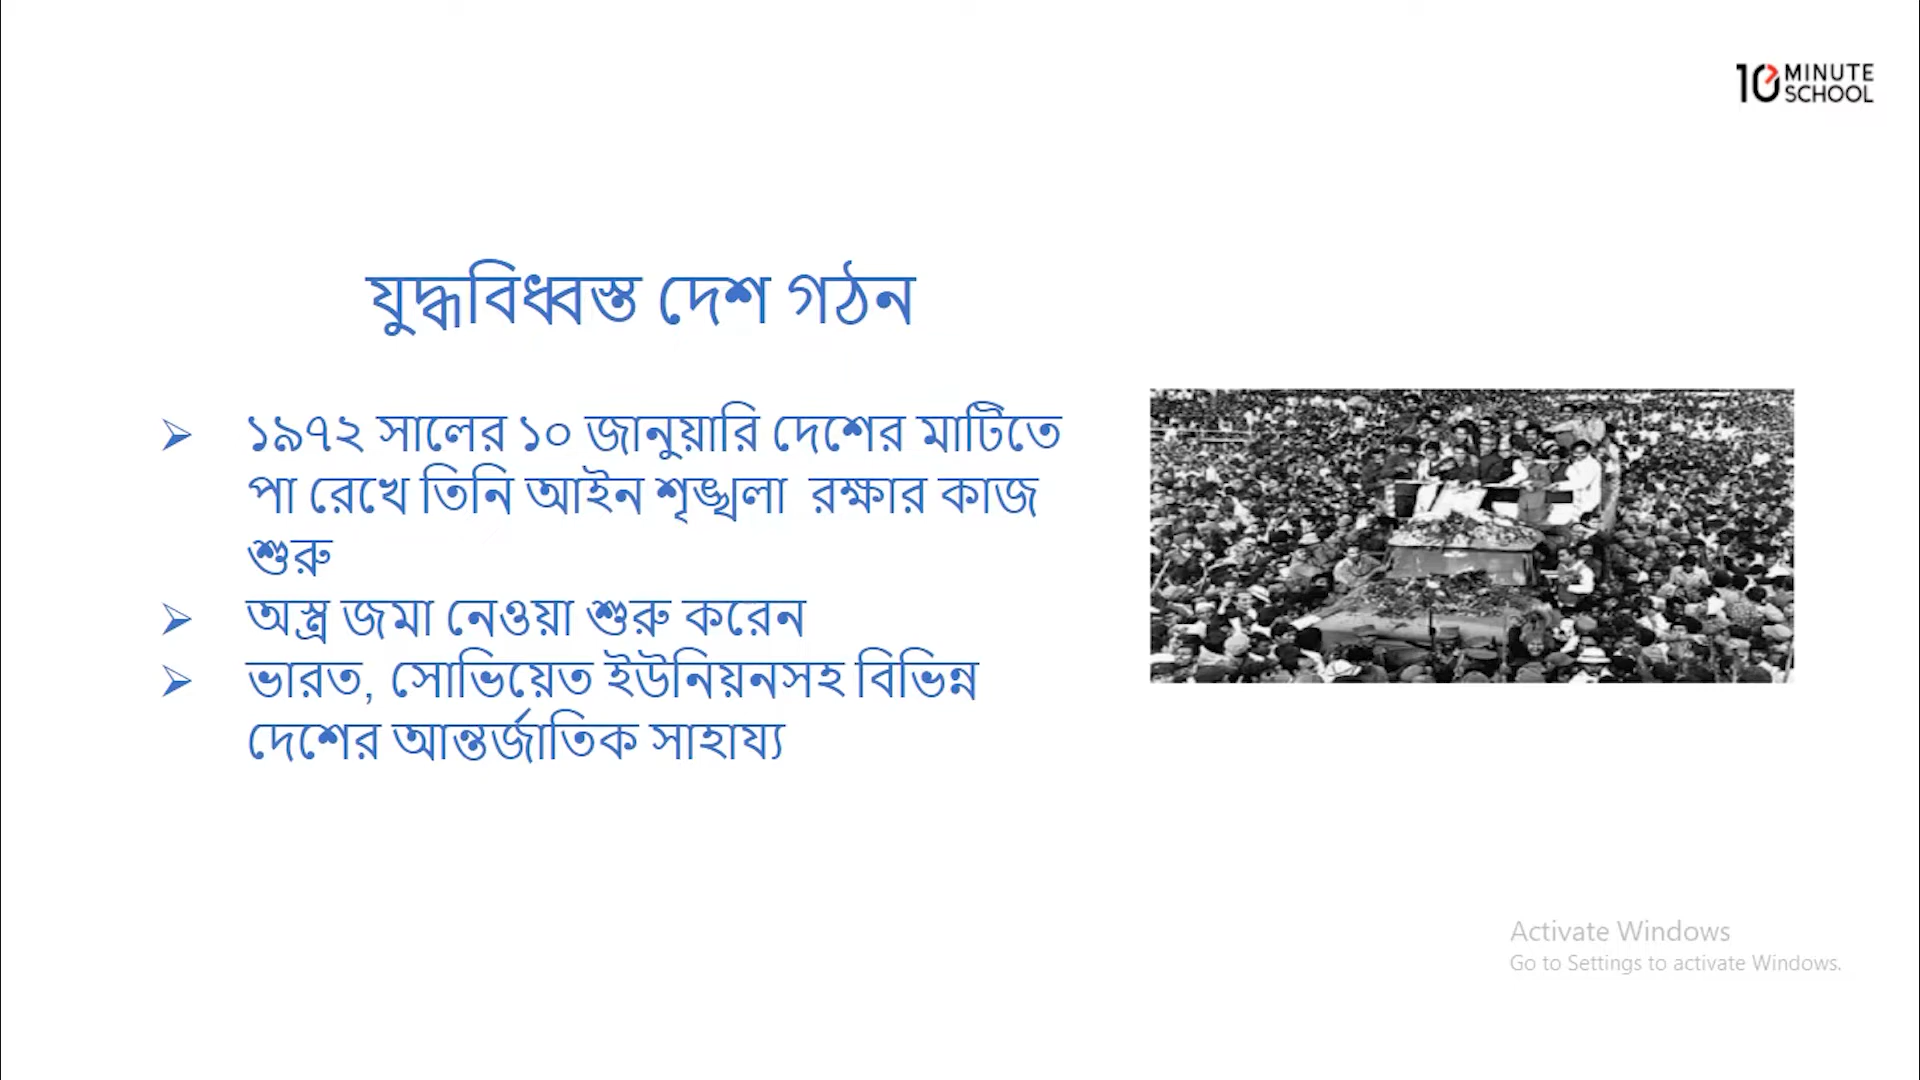 10 MINUTE
SCHOOL
যুদ্ধবিধ্বস্ত দেশ গঠন
➢ ১৯৭২ সালের ১০ জানুয়ারি দেশের মাটিতে
পা রেখে তিনি আইন শৃঙ্খলা রক্ষার কাজ
শুরু
➢ অস্ত্র জমা নেওয়া শুরু করেন
➢ ভারত, সোভিয়েত ইউনিয়নসহ বিভিন্ন
দেশের আন্তর্জাতিক সাহায্য
Activate Windows
Go to Settings to activate Windows.